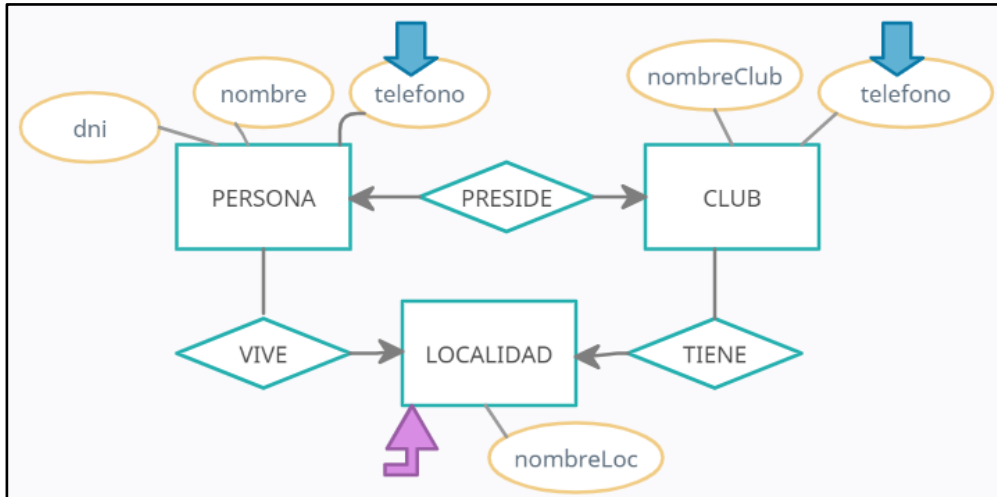 nombre
telefono
nombreClub
telefono
dni
PERSONA
PRESIDE
CLUB
VIVE
LOCALIDAD
TIENE
nombreLoc